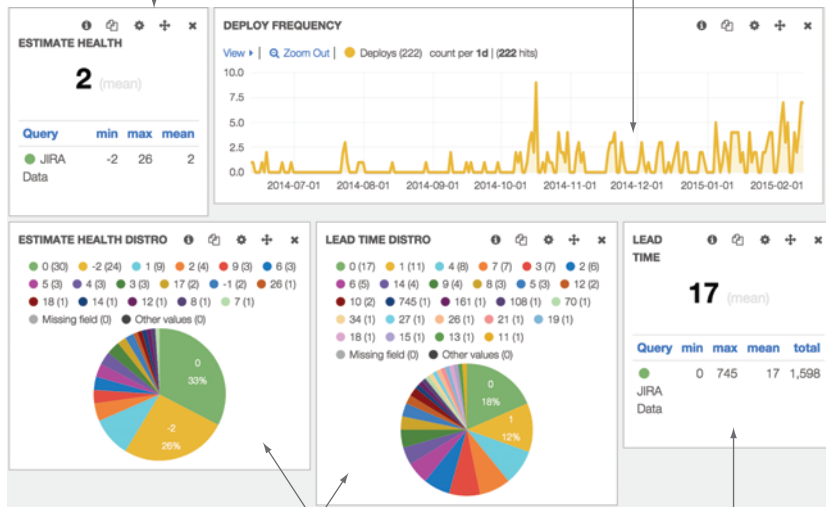 ESTIMATE HEALTH
2 (mean)
Query min max mean
JIRA Data -2 26 2
DEPLOY FREQUENCY
View | Zoom Out | Deploys (222) count per 1d | (222 hits)
10.0
7.5
5.0
2.5
0.0
2014-07-01 2014-08-01 2014-09-01 2014-10-01 2014-11-01 2014-12-01 2015-01-01 2015-02-01
ESTIMATE HEALTH DISTRO
0 (30) -2 (24) 1 (9) 2 (4) 9 (3) 6 (3)
5 (3) 4 (3) 3 (3) 17 (2) -1 (2) 26 (1)
18 (1) 14 (1) 12 (1) 8 (1) 7 (1)
Missing field (0) Other values (0)
0
33%
-2
26%
LEAD TIME DISTRO
0 (17) 1 (11) 4 (8) 7 (7) 3 (7) 2 (6)
6 (5) 14 (4) 9 (4) 8 (3) 5 (3) 12 (2)
10 (2) 745 (1) 161 (1) 108 (1) 70 (1)
34 (1) 27 (1) 26 (1) 21 (1) 19 (1)
18 (1) 15 (1) 13 (1) 11 (1)
Missing field (0) Other values (0)
0
18%
1
12%
LEAD
TIME
17 (mean)
Query min max mean total
0 745 17 1,598
JIRA
Data